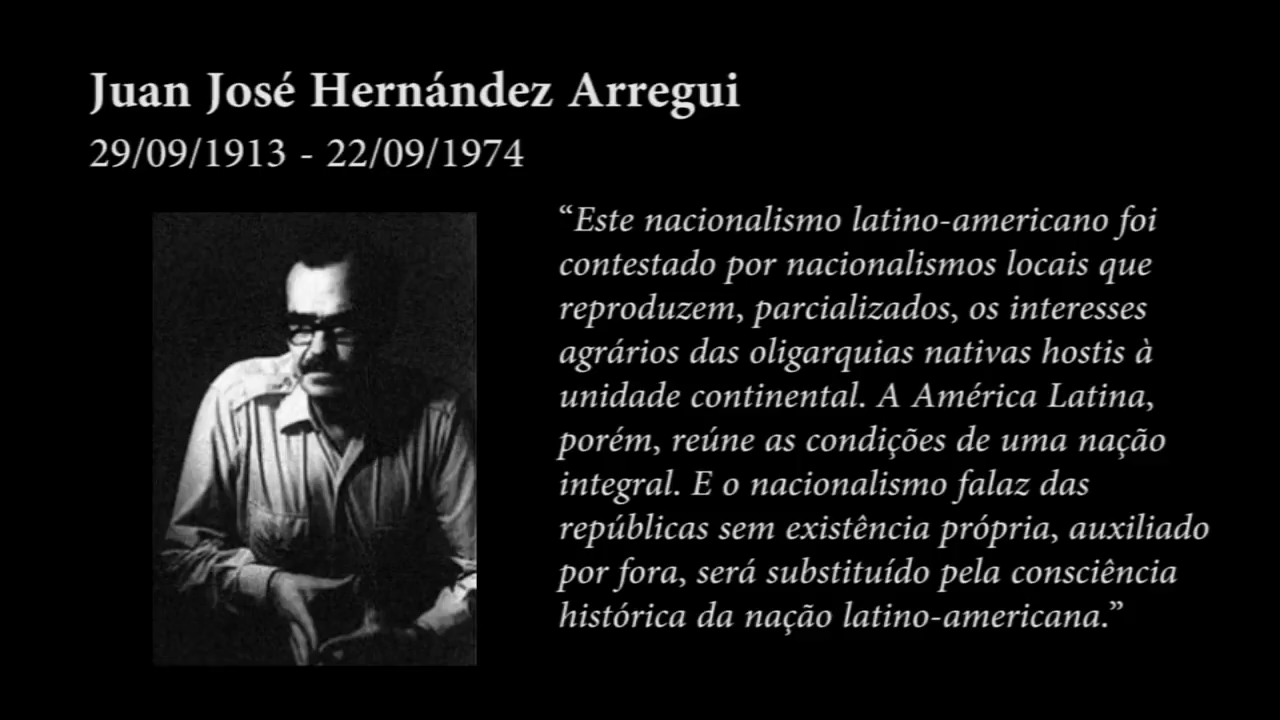 Juan José Hernández Arregui
29/09/1913 - 22/09/1974
“Este nacionalismo latino-americano foi
contestado por nacionalismos locais que
reproduzem, parcializados, os interesses
agrários das oligarquias nativas hostis à
unidade continental. A América Latina,
porém, reúne as condições de uma nação
integral. E o nacionalismo falaz das
repúblicas sem existência própria, auxiliado
por fora, será substituído pela consciência
histórica da nação latino-americana.”